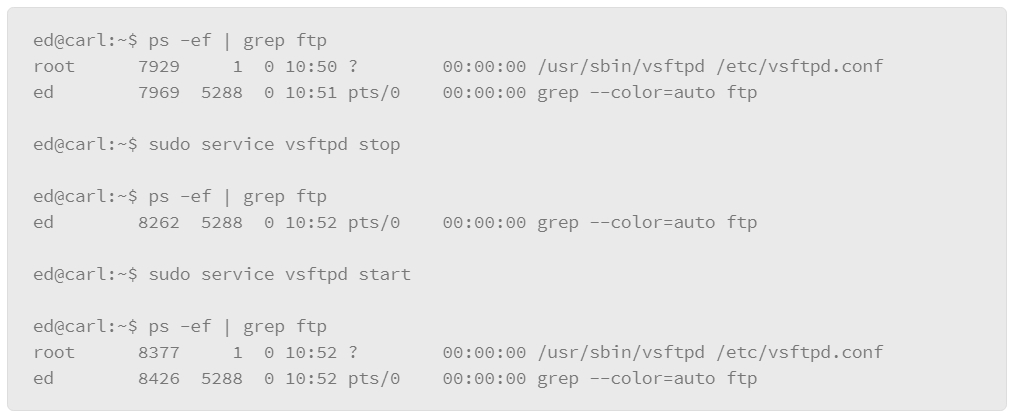 ed@carl:~$ ps -ef | grep ftp
root      7929     1  0 10:50 ?        00:00:00 /usr/sbin/vsftpd /etc/vsftpd.conf
ed        7969  5288  0 10:51 pts/0    00:00:00 grep --color=auto ftp
ed@carl:~$ sudo service vsftpd stop
ed@carl:~$ ps -ef | grep ftp
ed        8262  5288  0 10:52 pts/0    00:00:00 grep --color=auto ftp
ed@carl:~$ sudo service vsftpd start
ed@carl:~$ ps -ef | grep ftp
root      8377     1  0 10:52 ?        00:00:00 /usr/sbin/vsftpd /etc/vsftpd.conf
ed        8426  5288  0 10:52 pts/0    00:00:00 grep --color=auto ftp